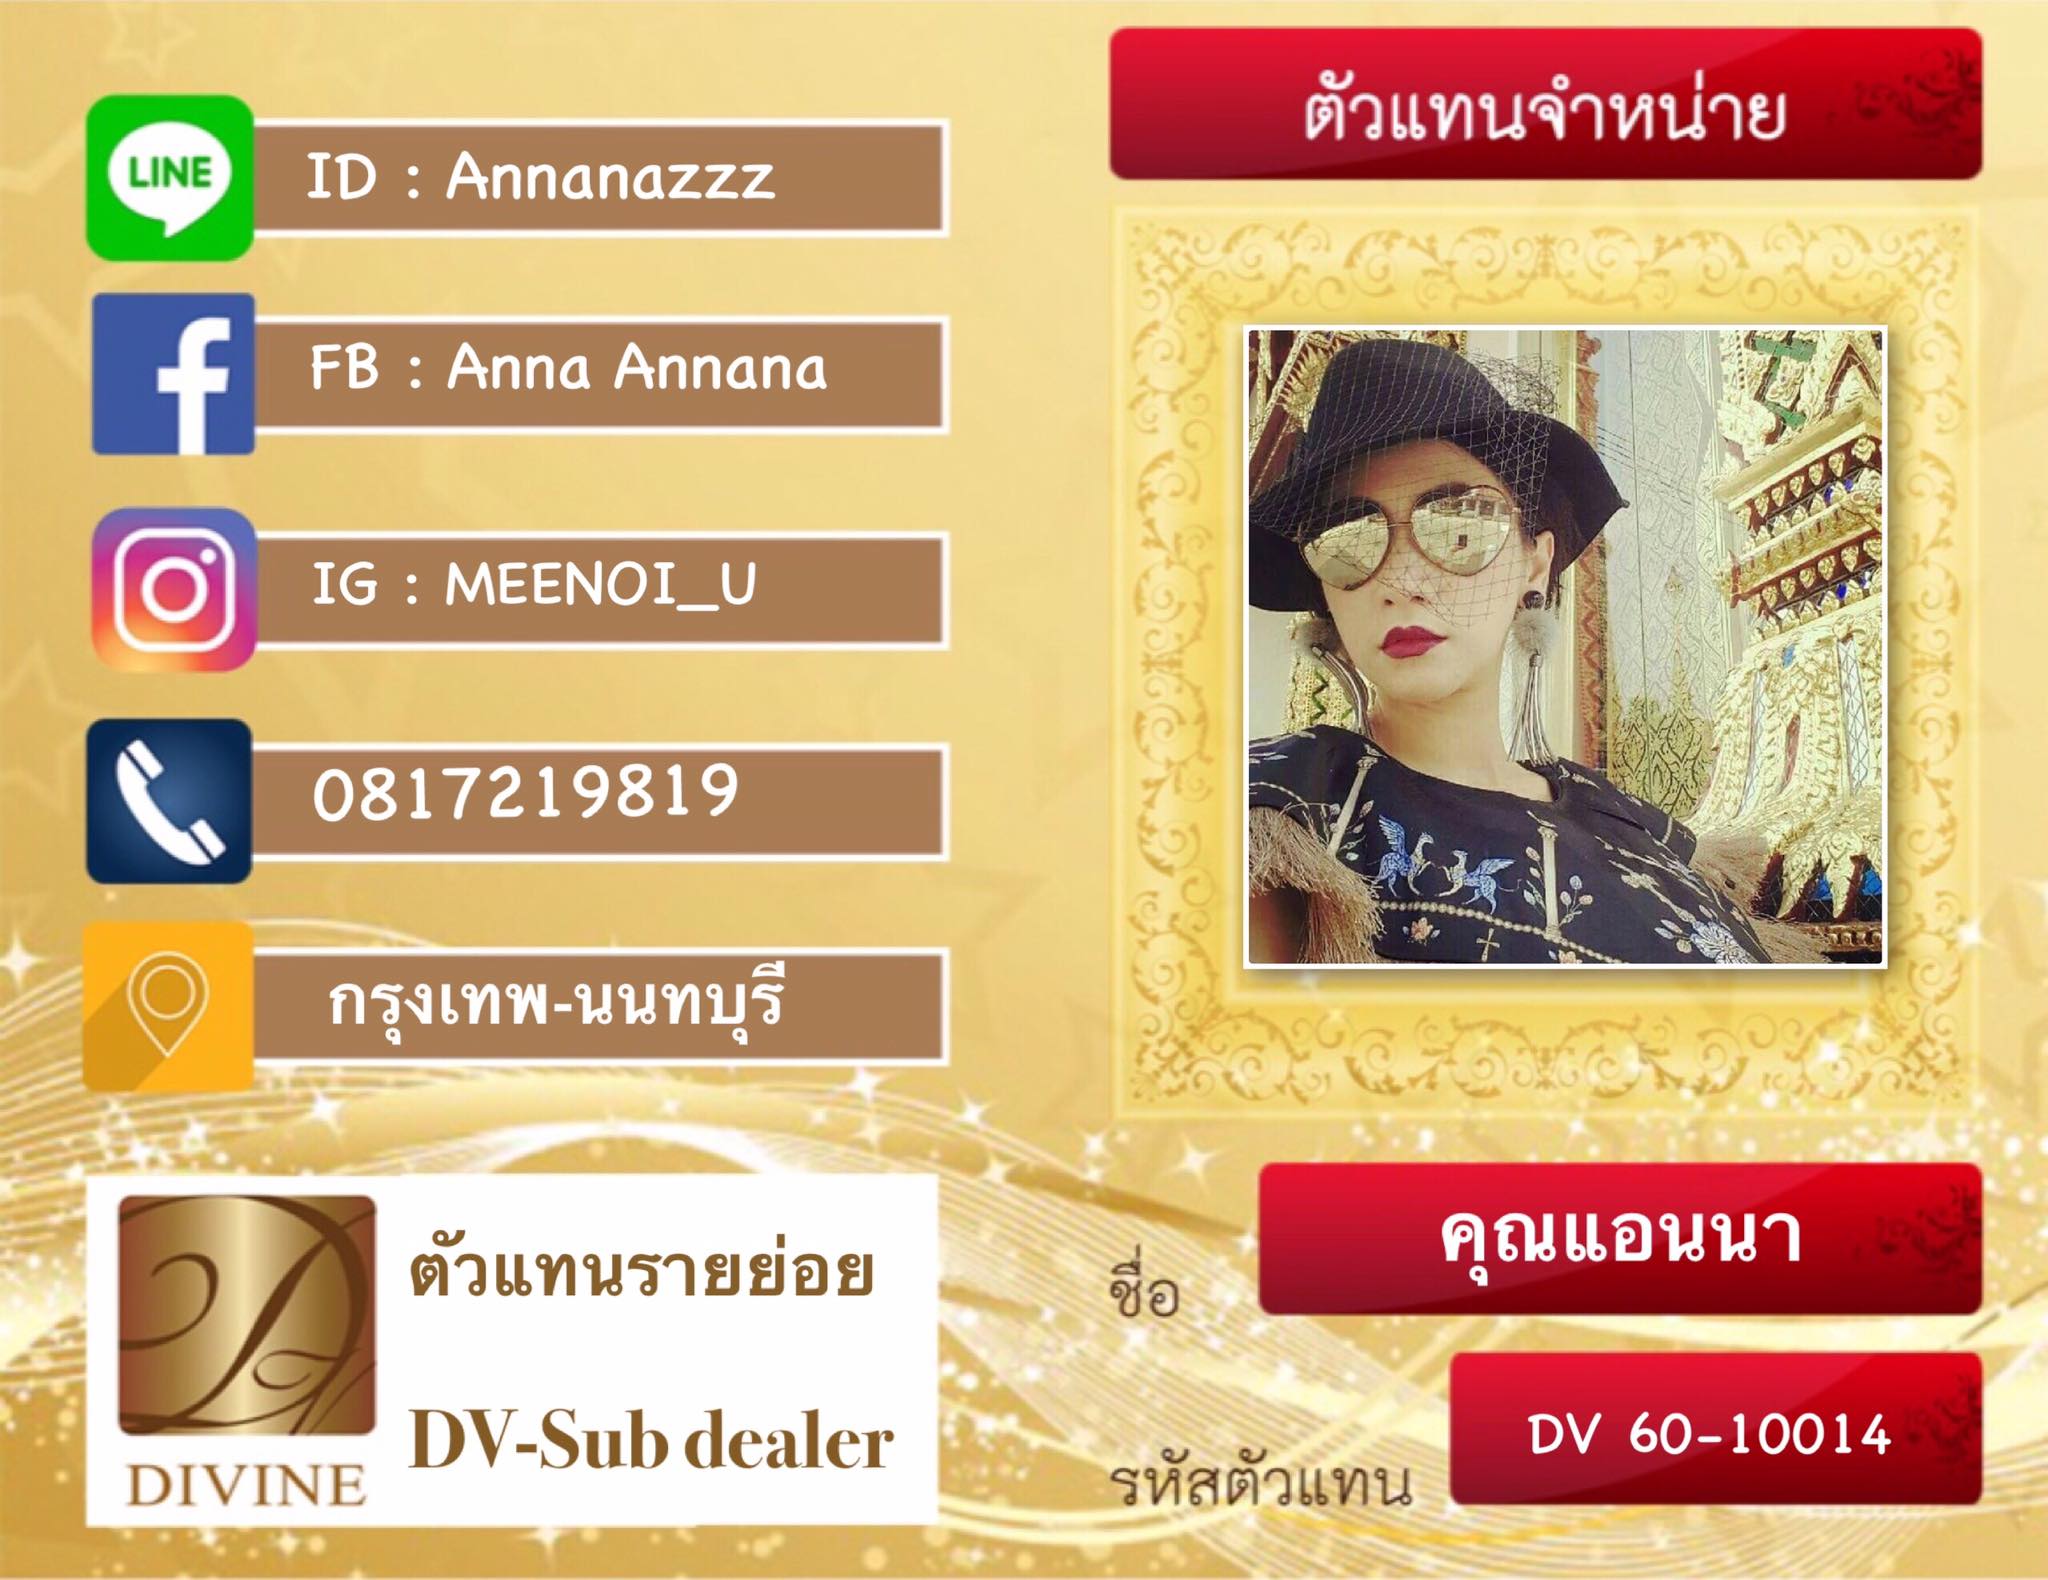 LINE
ID : Annanazzz
FB : Anna Annana
IG : MEENOI_U
0817219819
กรุงเทพ-นนทบุรี
ตัวแทนรายย่อย
DV-Sub dealer
DIVINE
ตัวแทนจำหน่าย
ชื่อ
คุณแอนนา
รหัสตัวแทน
DV 60-10014